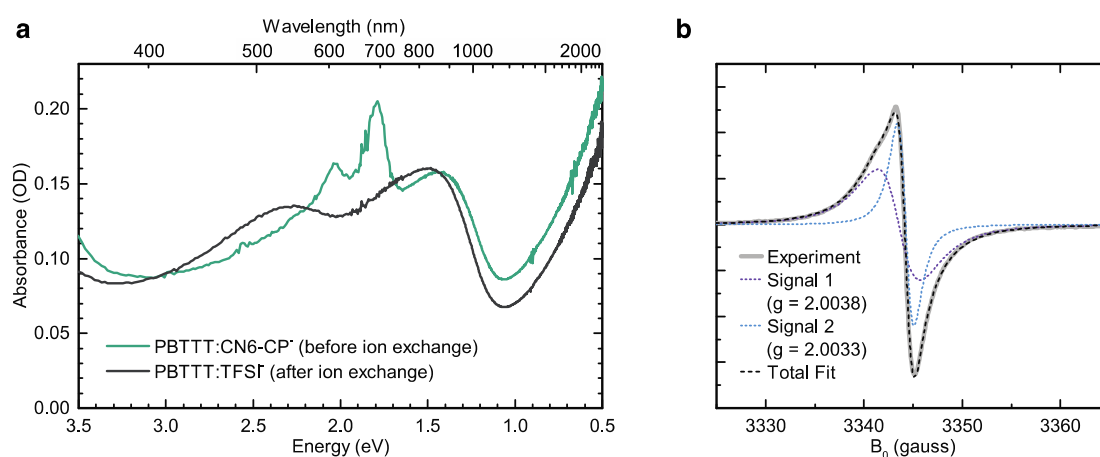 a
Wavelength (nm)
400 500 600 700 800 1000 2000
0.20
0.15
0.10
0.05
0.00
Absorbance (OD)
PBTTT:CN6-CP⁻ (before ion exchange)
PBTTT:TFSI⁻ (after ion exchange)
3.5 3.0 2.5 2.0 1.5 1.0 0.5
Energy (eV)
b
Experiment
Signal 1
(g = 2.0038)
Signal 2
(g = 2.0033)
Total Fit
3330 3340 3350 3360
B₀ (gauss)